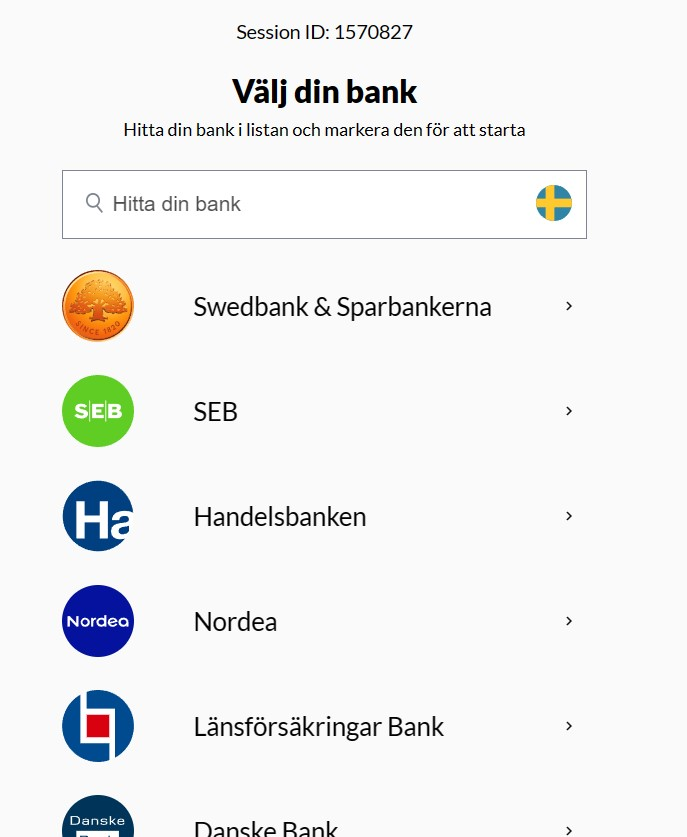 Session ID: 1570827
Välj din bank
Hitta din bank i listan och markera den för att starta
Hitta din bank
SINCE 1820
Swedbank & Sparbankerna
SEB
SEB
Ha
Handelsbanken
Nordea
Nordea
Länsförsäkringar Bank
Danske
Danske Bank